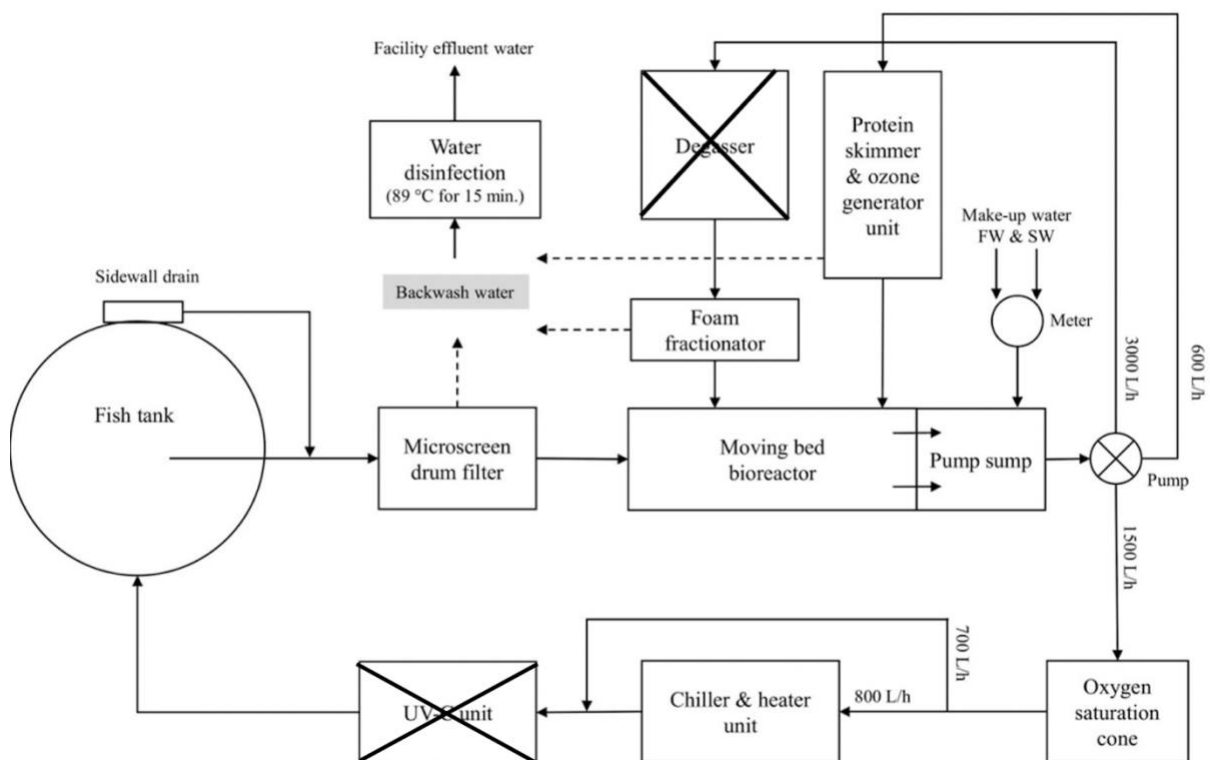 Facility effluent water
Water
disinfection
(89 °C for 15 min.)
Degasser
Protein
skimmer
& ozone
generator
unit
Make-up water
FW & SW
Sidewall drain
Backwash water
Foam
fractionator
Meter
3000 L/h
600 L/h
Fish tank
Microscreen
drum filter
Moving bed
bioreactor
Pump sump
Pump
1500 L/h
700 L/h
UV-C unit
Chiller & heater
unit
800 L/h
Oxygen
saturation
cone